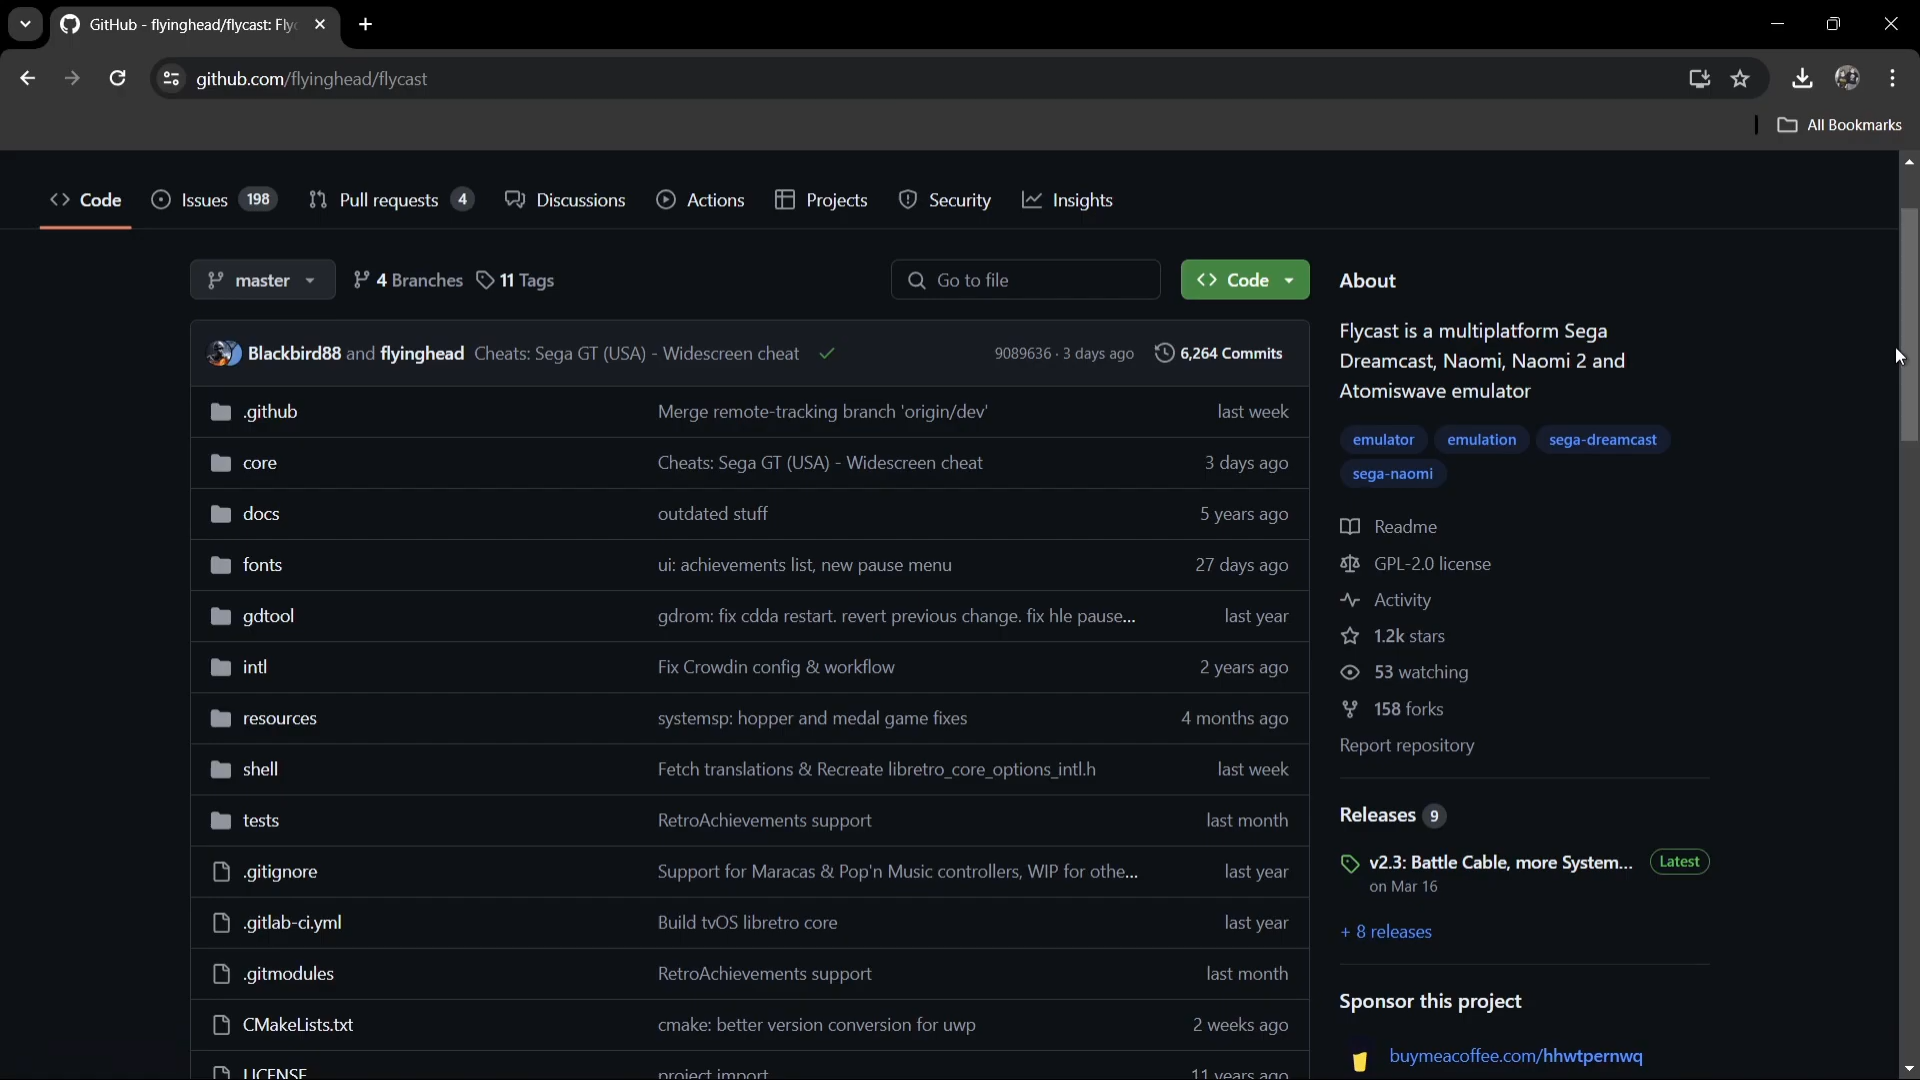 GitHub - flyinghead/flycast: Fly
github.com/flyinghead/flycast
All Bookmarks
Code Issues 198 Pull requests 4 Discussions Actions Projects Security Insights
master 4 Branches 11 Tags Go to file Code
Blackbird88 and flyinghead Cheats: Sega GT (USA) - Widescreen cheat 9089636 · 3 days ago 6,264 Commits
.github Merge remote-tracking branch 'origin/dev' last week
core Cheats: Sega GT (USA) - Widescreen cheat 3 days ago
docs outdated stuff 5 years ago
fonts ui: achievements list, new pause menu 27 days ago
gdtool gdrom: fix cdda restart. revert previous change. fix hle pause... last year
intl Fix Crowdin config & workflow 2 years ago
resources systemsp: hopper and medal game fixes 4 months ago
shell Fetch translations & Recreate libretro_core_options_intl.h last week
tests RetroAchievements support last month
.gitignore Support for Maracas & Pop'n Music controllers, WIP for othe... last year
.gitlab-ci.yml Build tvOS libretro core last year
.gitmodules RetroAchievements support last month
CMakeLists.txt cmake: better version conversion for uwp 2 weeks ago
LICENSE project import 11 years ago
About
Flycast is a multiplatform Sega
Dreamcast, Naomi, Naomi 2 and
Atomiswave emulator
emulator emulation sega-dreamcast
sega-naomi
Readme
GPL-2.0 license
Activity
1.2k stars
53 watching
158 forks
Report repository
Releases 9
v2.3: Battle Cable, more System... Latest
on Mar 16
+ 8 releases
Sponsor this project
buymeacoffee.com/hhwtpernwq